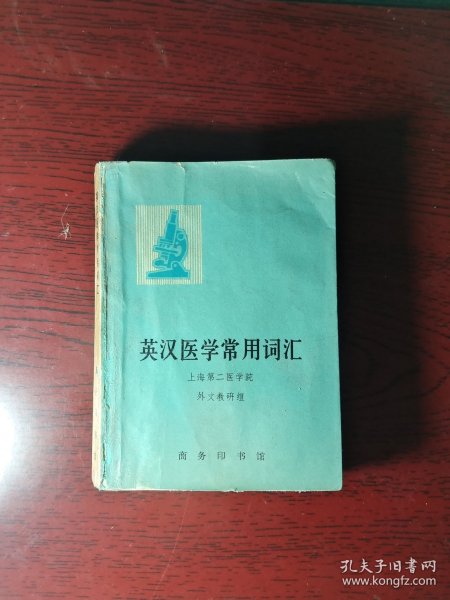 英汉医学常用词汇
上海第二医学院
外文教研组
商务印书馆
孔夫子旧书网
www.kongfz.com